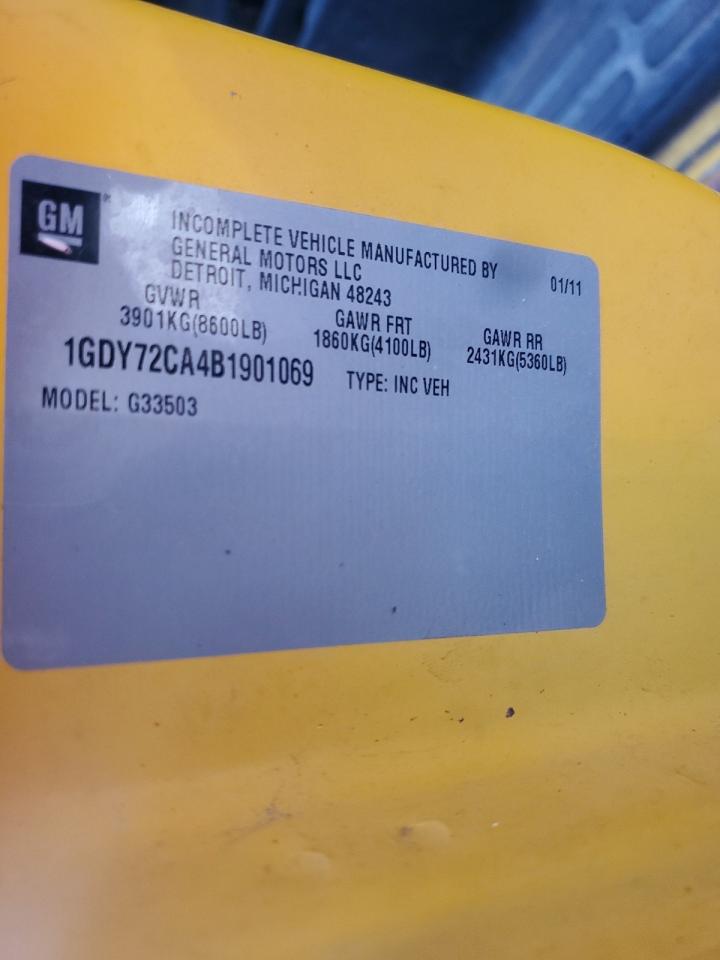 GM®
INCOMPLETE VEHICLE MANUFACTURED BY
GENERAL MOTORS LLC
DETROIT, MICHIGAN 48243
01/11
GVWR
3901KG(8600LB)
GAWR FRT
1860KG(4100LB)
GAWR RR
2431KG(5360LB)
1GDY72CA4B1901069
TYPE: INC VEH
MODEL: G33503